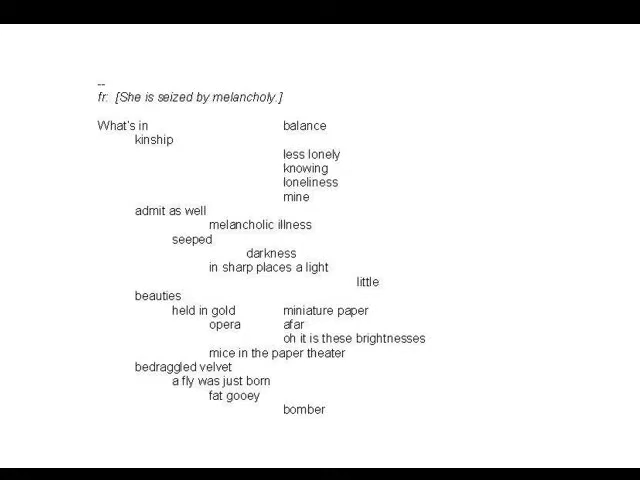 --
fr: [She is seized by melancholy.]
What's in balance
kinship
less lonely
knowing
loneliness
mine
admit as well
melancholic illness
seeped
darkness
in sharp places a light
little
beauties
held in gold miniature paper
opera afar
oh it is these brightnesses
mice in the paper theater
bedraggled velvet
a fly was just born
fat gooey
bomber